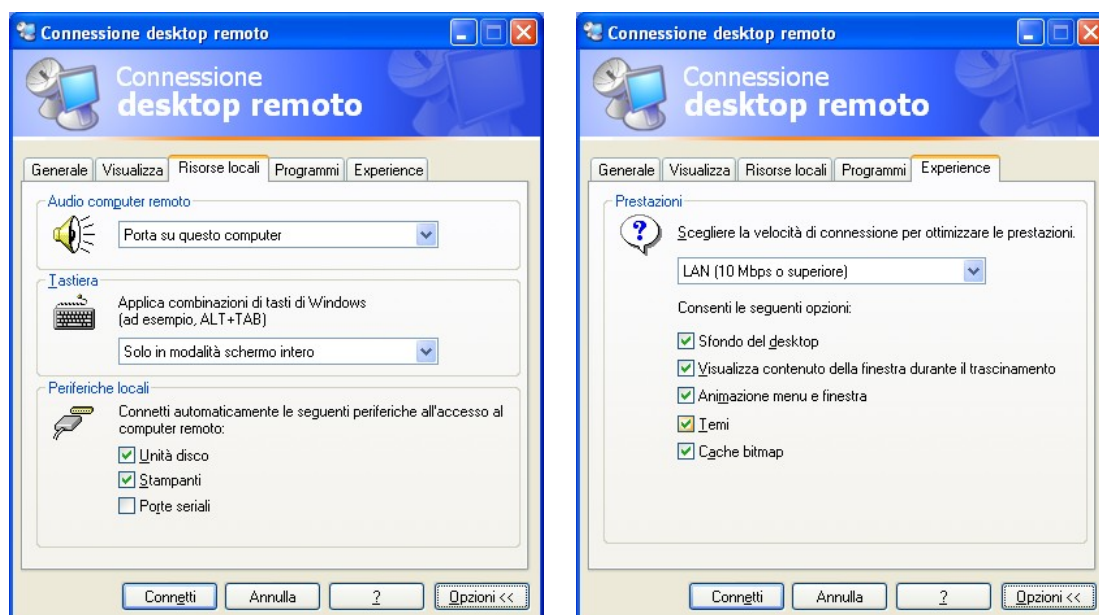 Connessione desktop remoto
Connessione
desktop remoto
Generale Visualizza Risorse locali Programmi Experience
Audio computer remoto
Porta su questo computer
Tastiera
Applica combinazioni di tasti di Windows
(ad esempio, ALT+TAB)
Solo in modalità schermo intero
Periferiche locali
Connetti automaticamente le seguenti periferiche all'accesso al
computer remoto:
Unità disco
Stampanti
Porte seriali
Connetti Annulla ? Opzioni <<
Connessione desktop remoto
Connessione
desktop remoto
Generale Visualizza Risorse locali Programmi Experience
Prestazioni
Scegliere la velocità di connessione per ottimizzare le prestazioni.
LAN (10 Mbps o superiore)
Consenti le seguenti opzioni:
Sfondo del desktop
Visualizza contenuto della finestra durante il trascinamento
Animazione menu e finestra
Temi
Cache bitmap
Connetti Annulla ? Opzioni <<